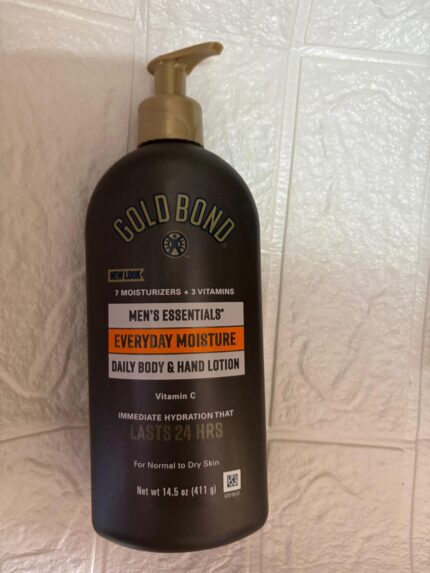 GOLD BOND®
NEW LOOK
7 MOISTURIZERS + 3 VITAMINS
MEN'S ESSENTIALS*
EVERYDAY MOISTURE
DAILY BODY & HAND LOTION
Vitamin C
IMMEDIATE HYDRATION THAT
LASTS 24 HRS
For Normal to Dry Skin
Net wt 14.5 oz (411 g)